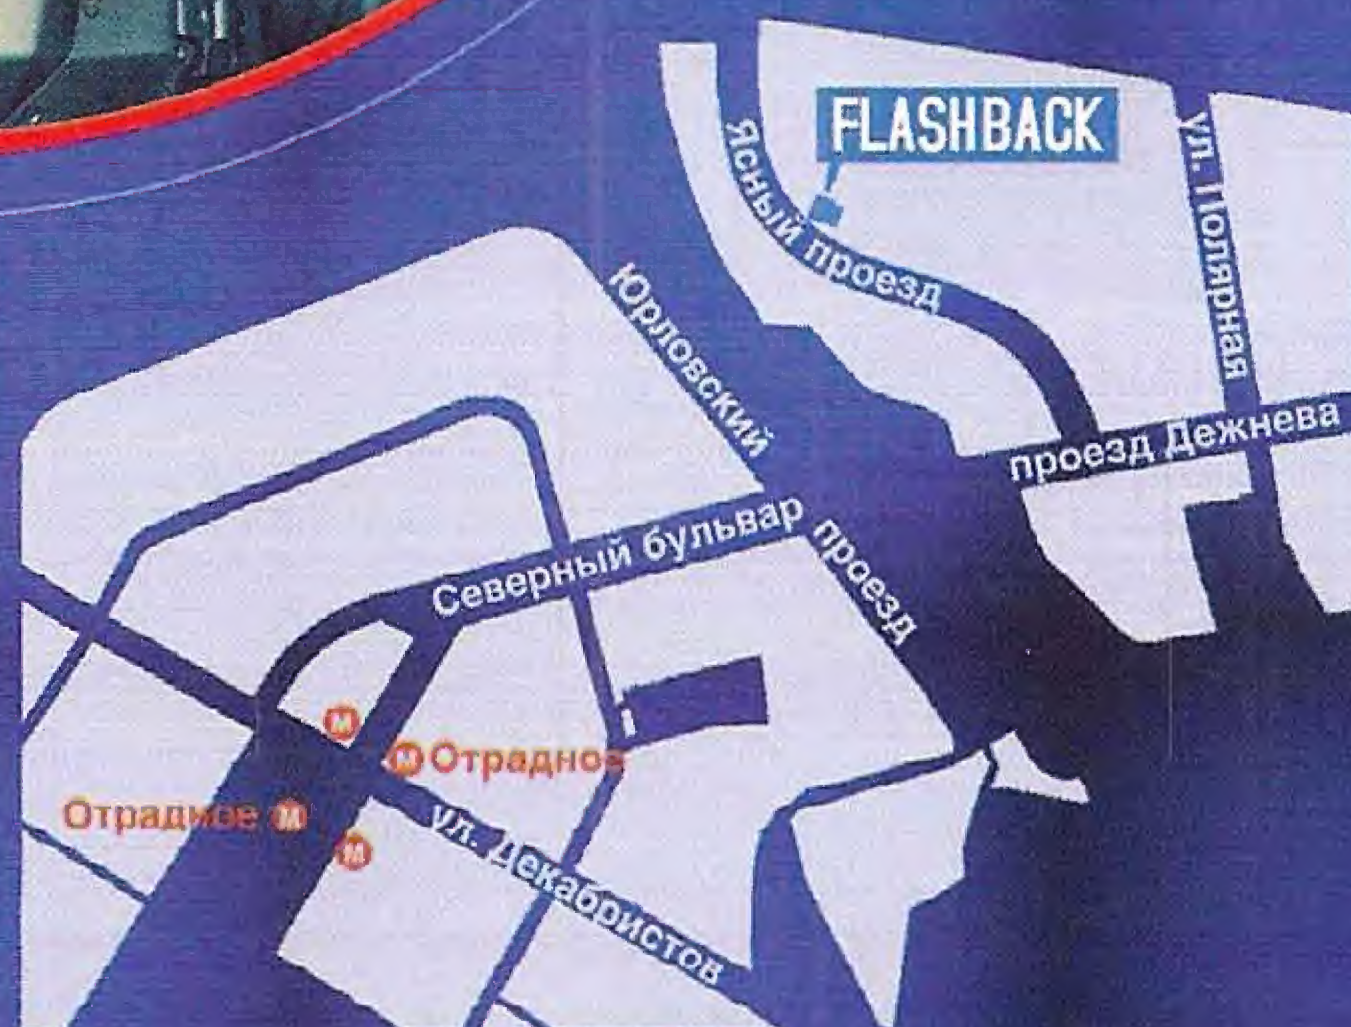 FLASHBACK
Ясный проезд
ул. Полярная
Юрловский проезд
проезд Дежнева
Северный бульвар
М
М Отрадное
Отрадное М
М
ул. Декабристов